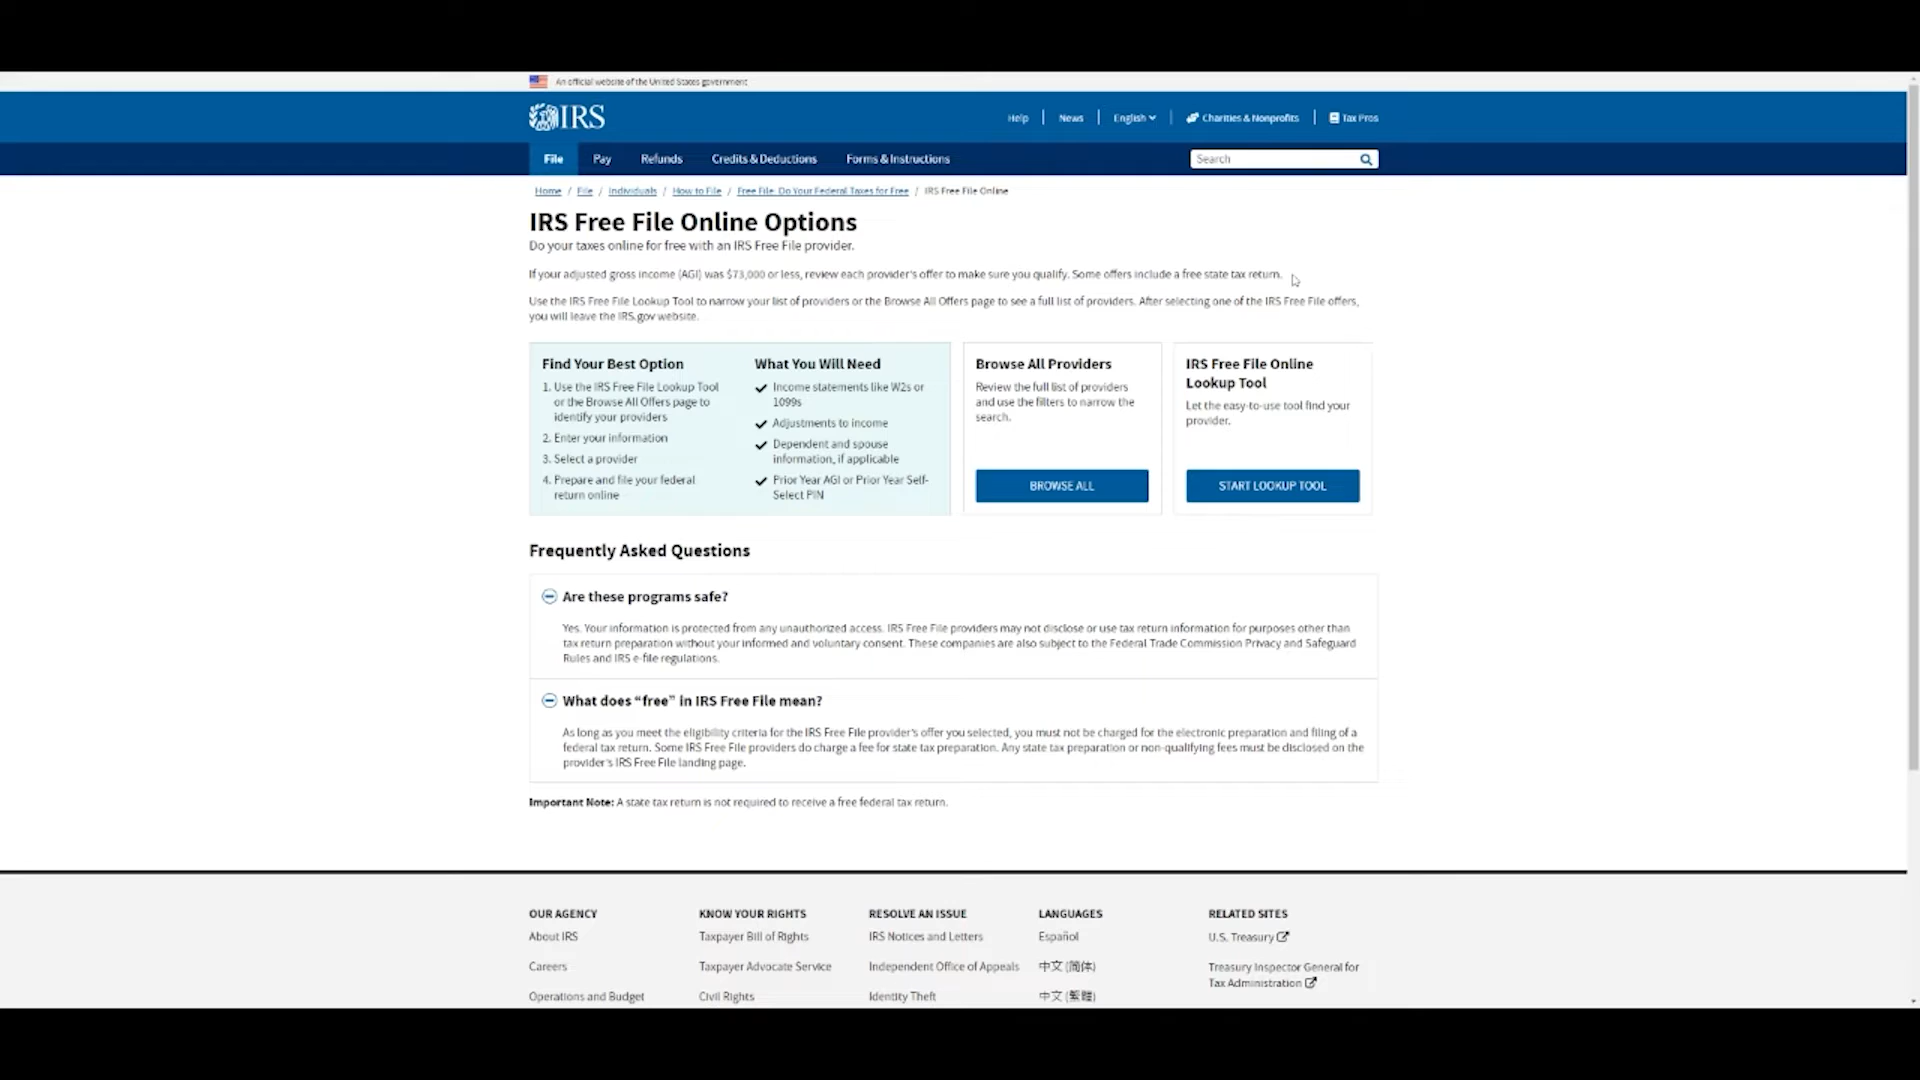 An official website of the United States government
IRS
Help
News
English
Charities & Nonprofits
Tax Pros
File
Pay
Refunds
Credits & Deductions
Forms & Instructions
Search
Home / File / Individuals / How to File / Free File: Do Your Federal Taxes for Free / IRS Free File Online
IRS Free File Online Options
Do your taxes online for free with an IRS Free File provider.
If your adjusted gross income (AGI) was $73,000 or less, review each provider's offer to make sure you qualify. Some offers include a free state tax return.
Use the IRS Free File Lookup Tool to narrow your list of providers or the Browse All Offers page to see a full list of providers. After selecting one of the IRS Free File offers,
you will leave the IRS.gov website.
Find Your Best Option
1. Use the IRS Free File Lookup Tool
or the Browse All Offers page to
identify your providers
2. Enter your information
3. Select a provider
4. Prepare and file your federal
return online
What You Will Need
Income statements like W2s or
1099s
Adjustments to income
Dependent and spouse
information, if applicable
Prior Year AGI or Prior Year Self-
Select PIN
Browse All Providers
Review the full list of providers
and use the filters to narrow the
search.
BROWSE ALL
IRS Free File Online
Lookup Tool
Let the easy-to-use tool find your
provider.
START LOOKUP TOOL
Frequently Asked Questions
Are these programs safe?
Yes. Your information is protected from any unauthorized access. IRS Free File providers may not disclose or use tax return information for purposes other than
tax return preparation without your informed and voluntary consent. These companies are also subject to the Federal Trade Commission Privacy and Safeguard
Rules and IRS e-file regulations.
What does “free” in IRS Free File mean?
As long as you meet the eligibility criteria for the IRS Free File provider's offer you selected, you must not be charged for the electronic preparation and filing of a
federal tax return. Some IRS Free File providers do charge a fee for state tax preparation. Any state tax preparation or non-qualifying fees must be disclosed on the
provider's IRS Free File landing page.
Important Note: A state tax return is not required to receive a free federal tax return.
OUR AGENCY
About IRS
Careers
Operations and Budget
KNOW YOUR RIGHTS
Taxpayer Bill of Rights
Taxpayer Advocate Service
Civil Rights
RESOLVE AN ISSUE
IRS Notices and Letters
Independent Office of Appeals
Identity Theft
LANGUAGES
Español
中文 (简体)
中文 (繁體)
RELATED SITES
U.S. Treasury
Treasury Inspector General for
Tax Administration